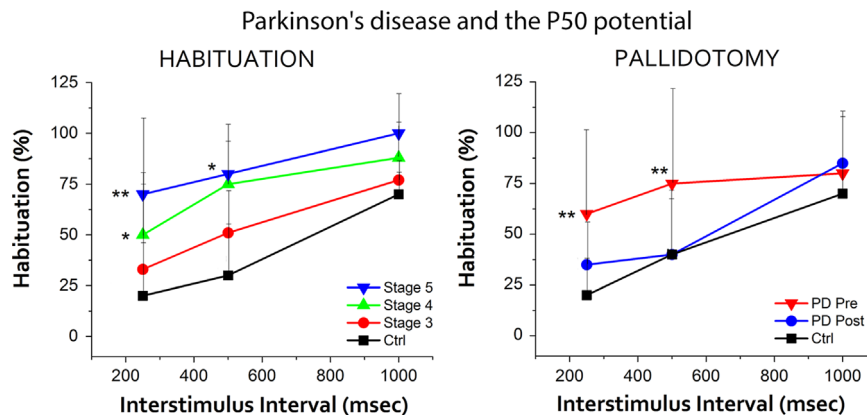 Parkinson's disease and the P50 potential
HABITUATION
125
100
75
50
25
0
Habituation (%)
**
*
*
Stage 5
Stage 4
Stage 3
Ctrl
200 400 600 800 1000
Interstimulus Interval (msec)
PALLIDOTOMY
125
100
75
50
25
0
Habituation (%)
**
**
PD Pre
PD Post
Ctrl
200 400 600 800 1000
Interstimulus Interval (msec)